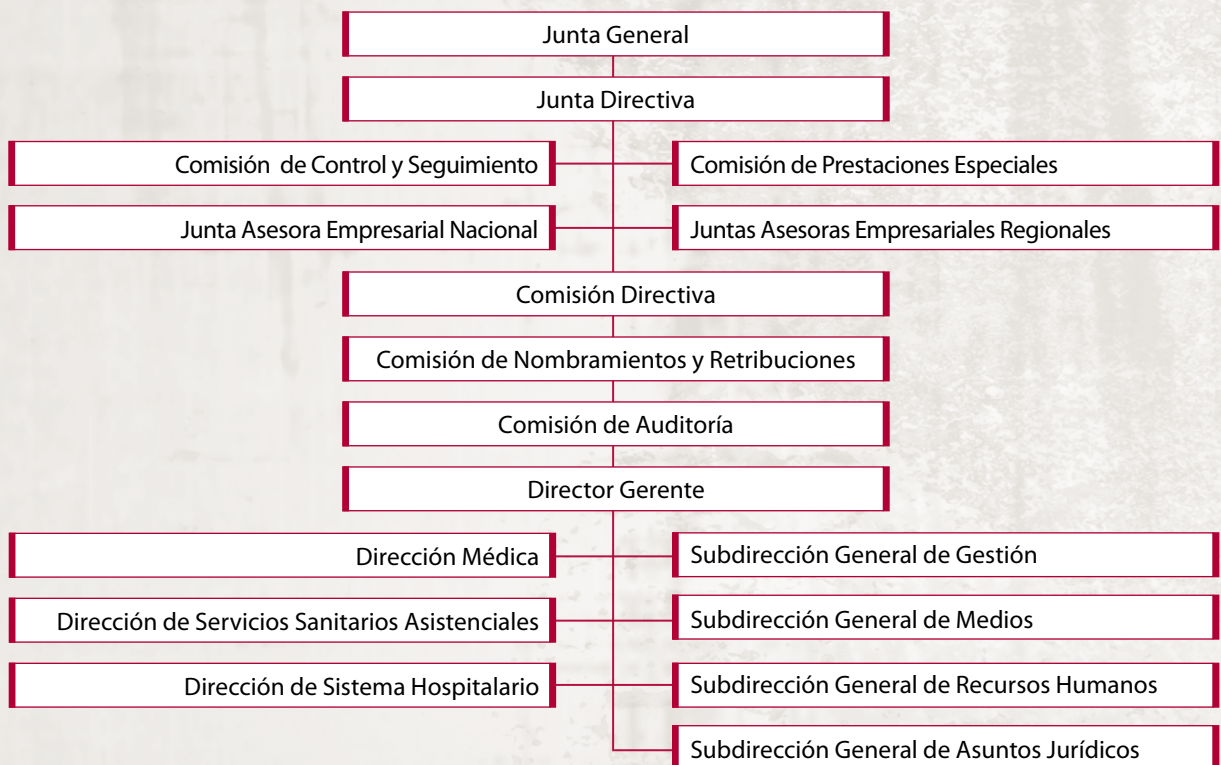 Junta General
Junta Directiva
Comisión de Control y Seguimiento
Comisión de Prestaciones Especiales
Junta Asesora Empresarial Nacional
Juntas Asesoras Empresariales Regionales
Comisión Directiva
Comisión de Nombramientos y Retribuciones
Comisión de Auditoría
Director Gerente
Dirección Médica
Subdirección General de Gestión
Dirección de Servicios Sanitarios Asistenciales
Subdirección General de Medios
Dirección de Sistema Hospitalario
Subdirección General de Recursos Humanos
Subdirección General de Asuntos Jurídicos